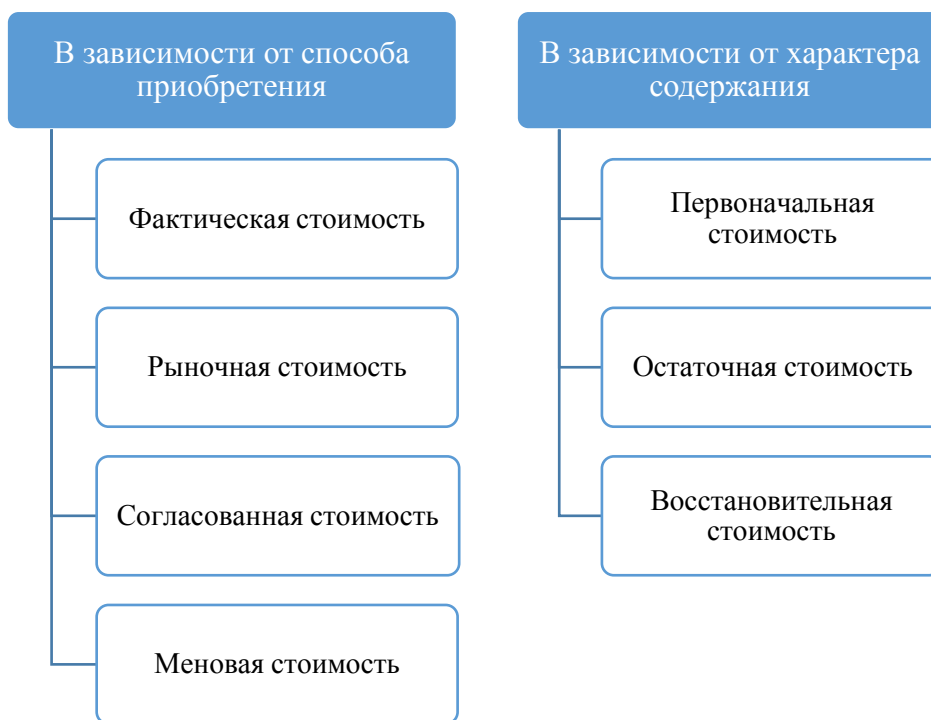 В зависимости от способа
приобретения
Фактическая стоимость
Рыночная стоимость
Согласованная стоимость
Меновая стоимость
В зависимости от характера
содержания
Первоначальная
стоимость
Остаточная стоимость
Восстановительная
стоимость